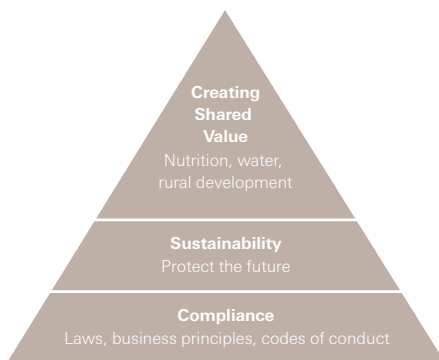 Creating
Shared
Value
Nutrition, water,
rural development
Sustainability
Protect the future
Compliance
Laws, business principles, codes of conduct